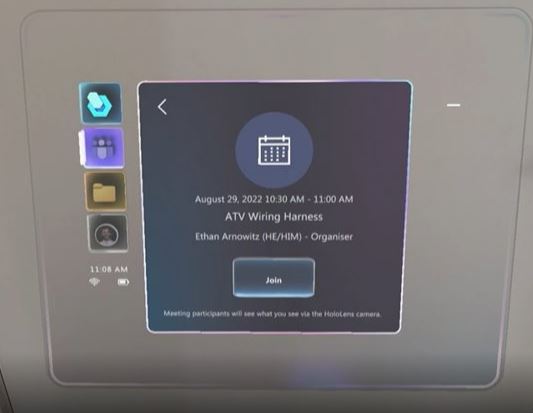 August 29, 2022 10:30 AM - 11:00 AM
ATV Wiring Harness
Ethan Arnowitz (HE/HIM) - Organiser
Join
Meeting participants will see what you see via the HoloLens camera.
11:08 AM